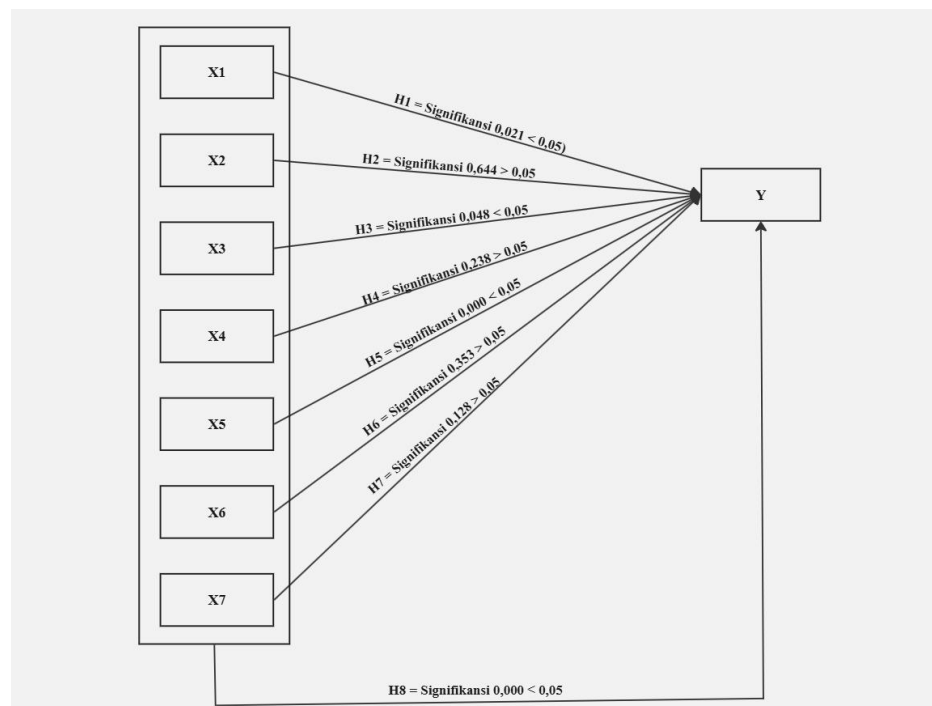 X1
H1 = Signifikansi 0,021 < 0,05)
X2
H2 = Signifikansi 0,644 > 0,05
Y
X3
H3 = Signifikansi 0,048 < 0,05
X4
H4 = Signifikansi 0,238 > 0,05
X5
H5 = Signifikansi 0,000 < 0,05
X6
H6 = Signifikansi 0,353 > 0,05
X7
H7 = Signifikansi 0,128 > 0,05
H8 = Signifikansi 0,000 < 0,05